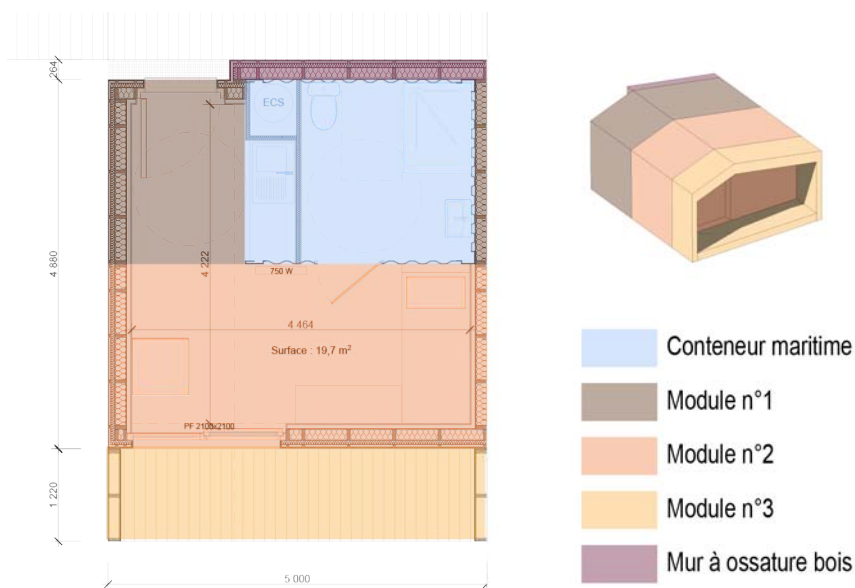 264
ECS
4 880
4 222
750 W
4 464
Surface : 19,7 m²
PF 2100x2100
1 220
5 000
Conteneur maritime
Module n°1
Module n°2
Module n°3
Mur à ossature bois